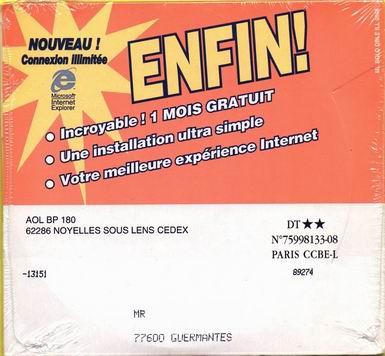 NOUVEAU !
Connexion illimitée
Microsoft
Internet
Explorer
ENFIN!
• Incroyable ! 1 MOIS GRATUIT
• Une installation ultra simple
• Votre meilleure expérience Internet
AOL BP 180
62286 NOYELLES SOUS LENS CEDEX
DT★★
N°75998133-08
PARIS CCBE-L
-13151
89274
MR
77600 GUERMANTES